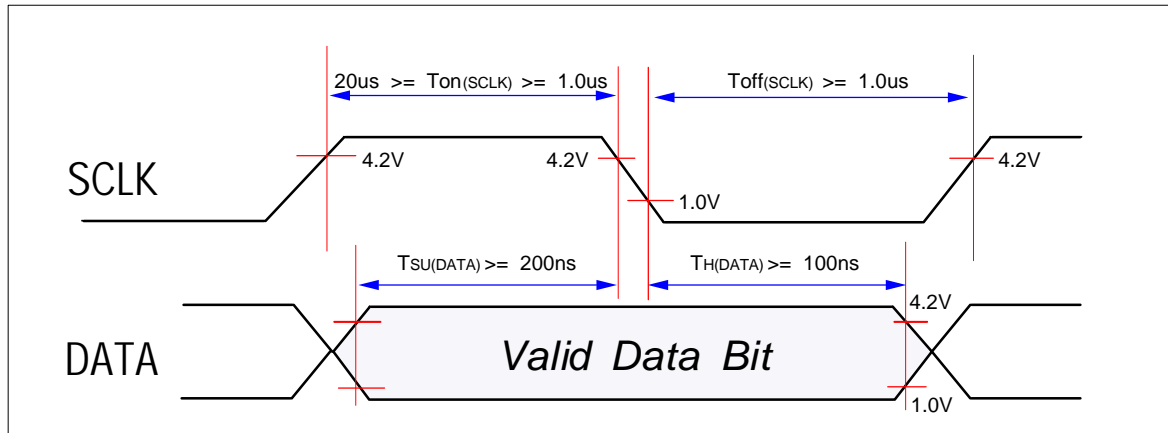 20us >= Ton(SCLK) >= 1.0us
Toff(SCLK) >= 1.0us
SCLK
4.2V
4.2V
4.2V
1.0V
TSU(DATA) >= 200ns
TH(DATA) >= 100ns
4.2V
DATA
Valid Data Bit
1.0V